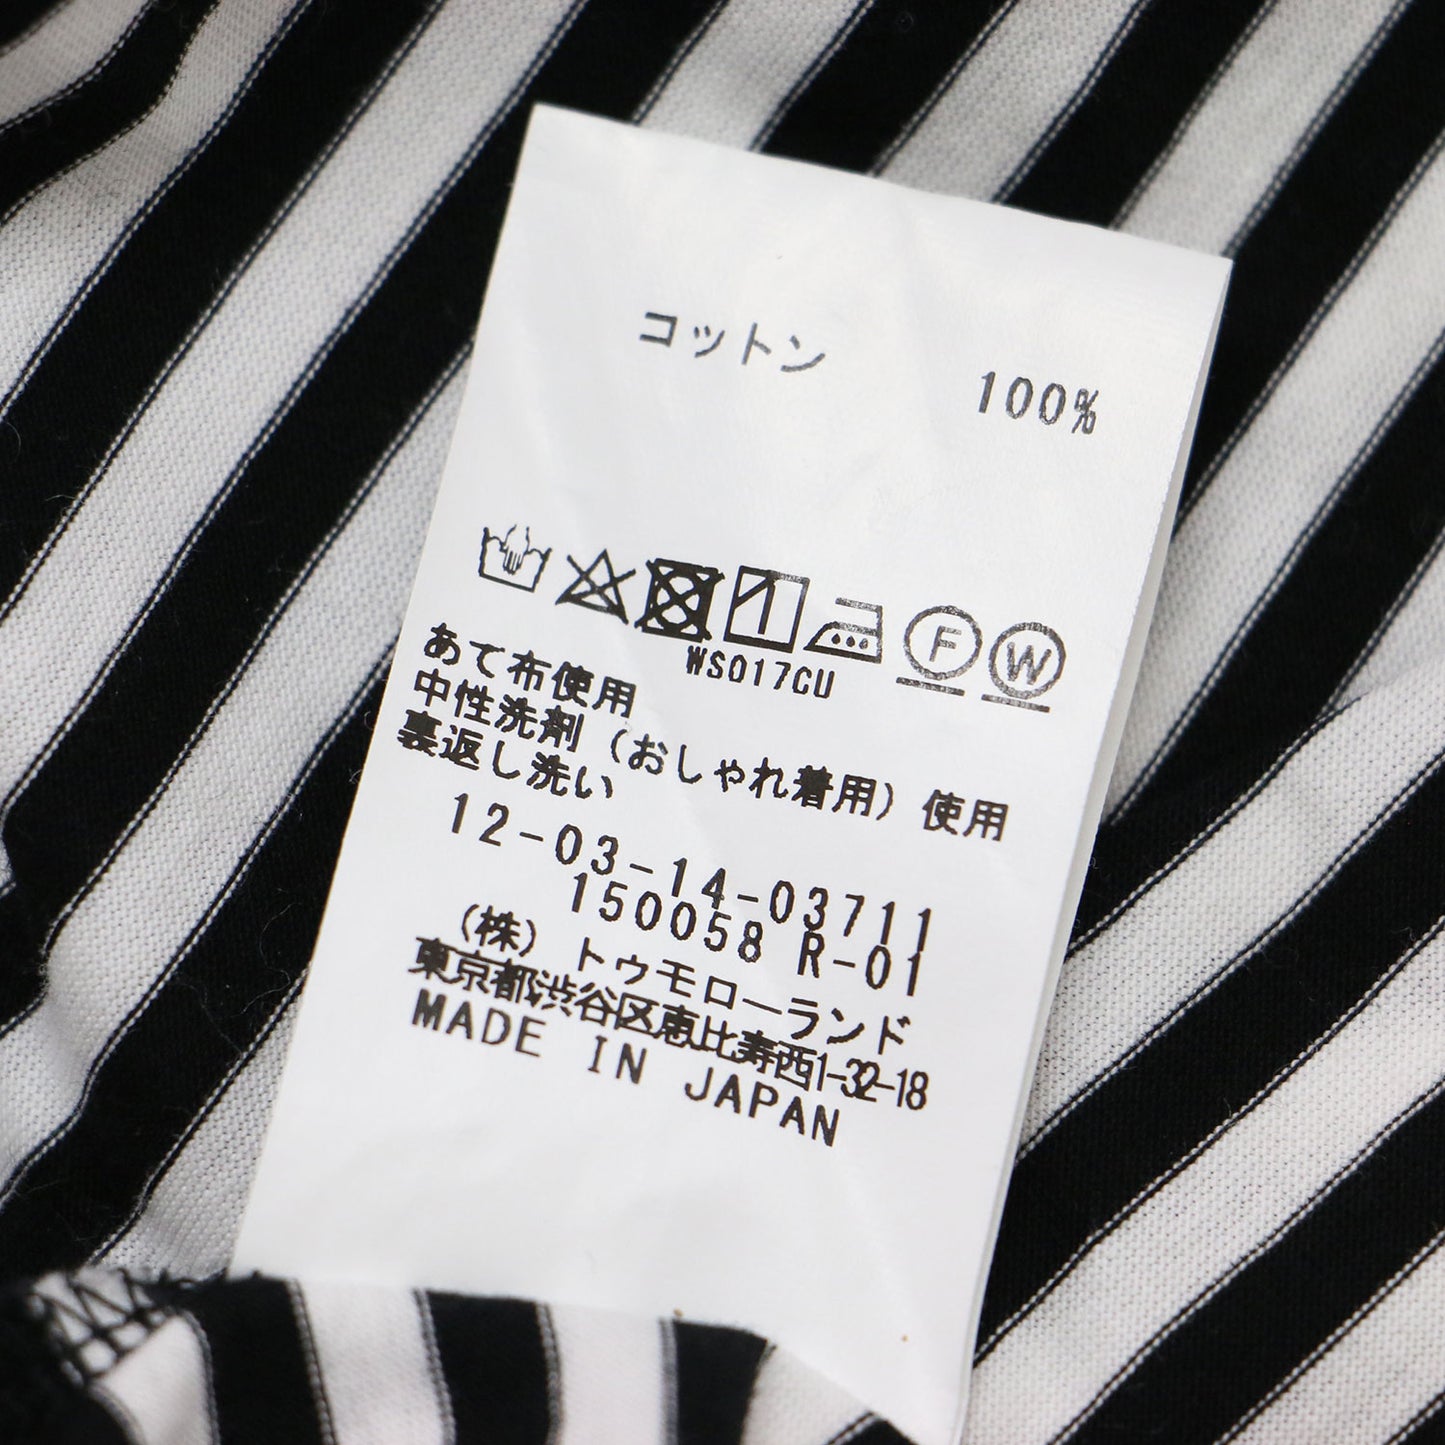 コットン 100%
F W
WS017CU
あて布使用
中性洗剤（おしゃれ着用）使用
裏返し洗い
12-03-14-03711
150058 R-01
（株）トゥモローランド
東京都渋谷区恵比寿西1-32-18
MADE IN JAPAN